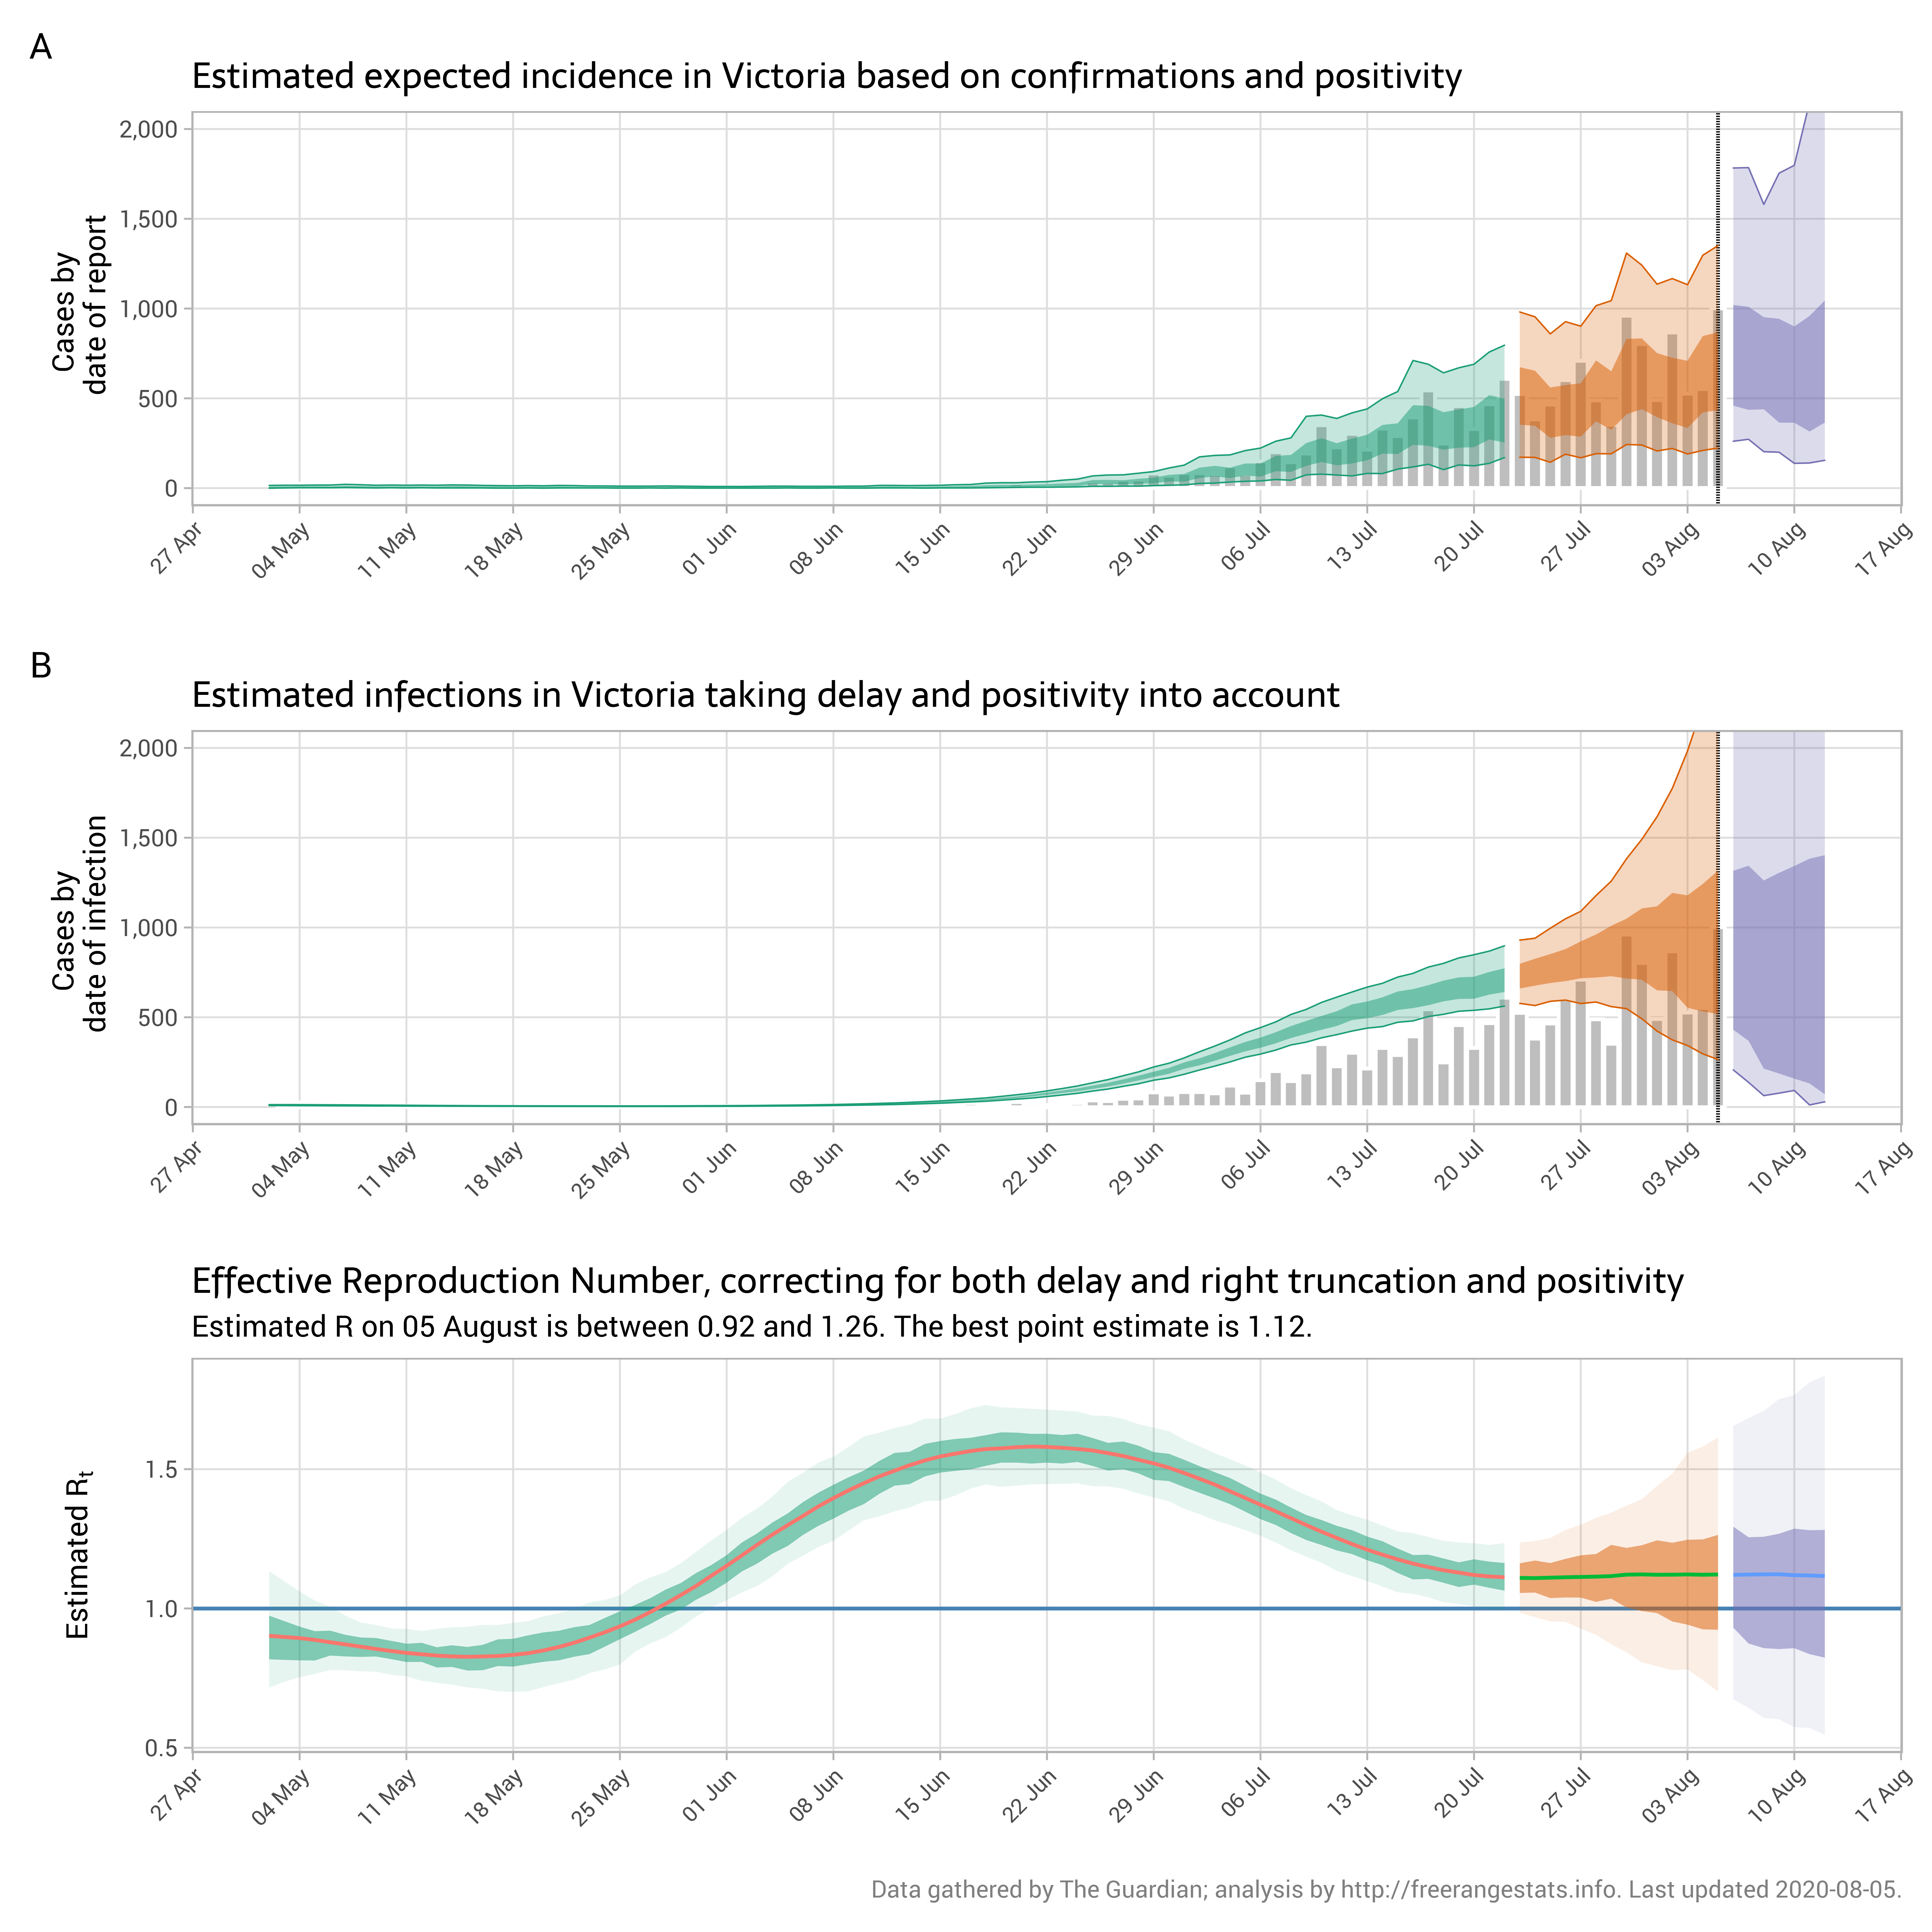 A
Estimated expected incidence in Victoria based on confirmations and positivity
Cases by
date of report
2,000
1,500
1,000
500
0
27 Apr
04 May
11 May
18 May
25 May
01 Jun
08 Jun
15 Jun
22 Jun
29 Jun
06 Jul
13 Jul
20 Jul
27 Jul
03 Aug
10 Aug
17 Aug
B
Estimated infections in Victoria taking delay and positivity into account
Cases by
date of infection
2,000
1,500
1,000
500
0
27 Apr
04 May
11 May
18 May
25 May
01 Jun
08 Jun
15 Jun
22 Jun
29 Jun
06 Jul
13 Jul
20 Jul
27 Jul
03 Aug
10 Aug
17 Aug
Effective Reproduction Number, correcting for both delay and right truncation and positivity
Estimated R on 05 August is between 0.92 and 1.26. The best point estimate is 1.12.
Estimated Rt
1.5
1.0
0.5
27 Apr
04 May
11 May
18 May
25 May
01 Jun
08 Jun
15 Jun
22 Jun
29 Jun
06 Jul
13 Jul
20 Jul
27 Jul
03 Aug
10 Aug
17 Aug
Data gathered by The Guardian; analysis by http://freerangestats.info. Last updated 2020-08-05.